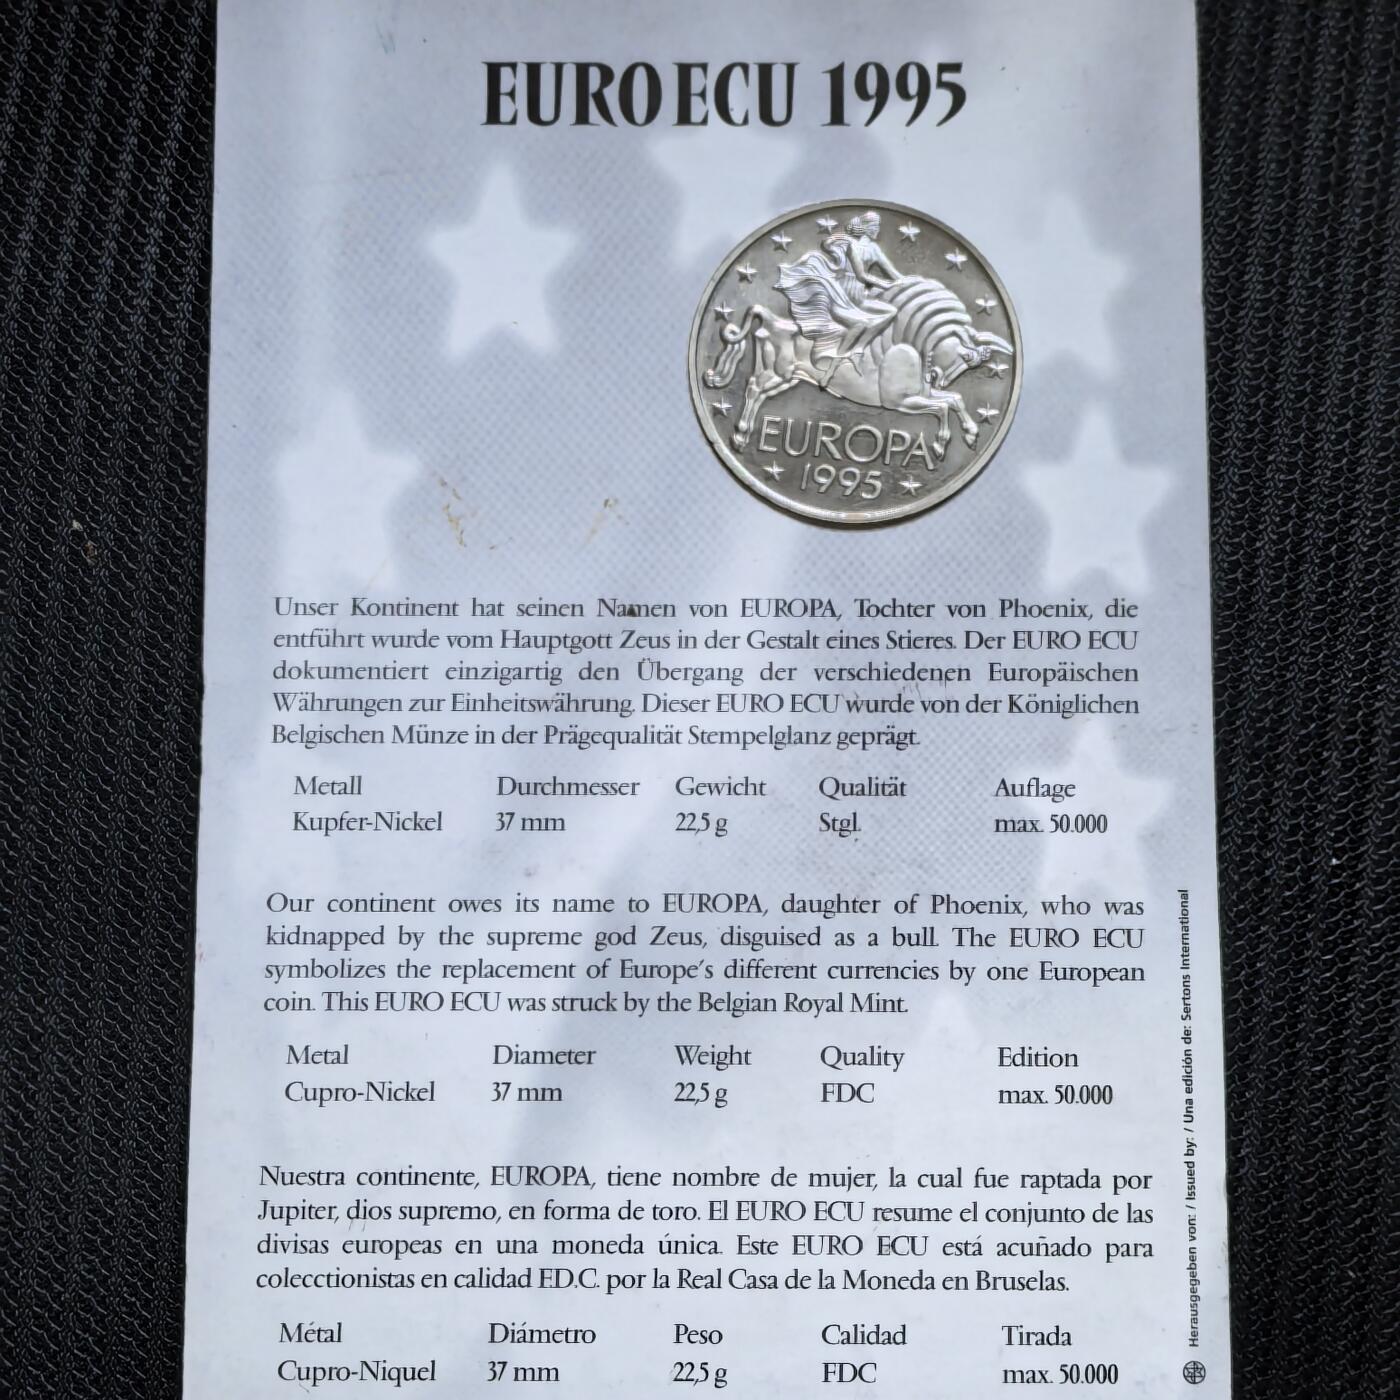 EURO ECU 1995
EUROPA
1995
Unser Kontinent hat seinen Namen von EUROPA, Tochter von Phoenix, die
entführt wurde vom Hauptgott Zeus in der Gestalt eines Stieres. Der EURO ECU
dokumentiert einzigartig den Übergang der verschiedenen Europäischen
Währungen zur Einheitswährung. Dieser EURO ECU wurde von der Königlichen
Belgischen Münze in der Prägequalität Stempelglanz geprägt.
Metall Durchmesser Gewicht Qualität Auflage
Kupfer-Nickel 37 mm 22,5 g Stgl. max. 50.000
Our continent owes its name to EUROPA, daughter of Phoenix, who was
kidnapped by the supreme god Zeus, disguised as a bull. The EURO ECU
symbolizes the replacement of Europe's different currencies by one European
coin. This EURO ECU was struck by the Belgian Royal Mint.
Metal Diameter Weight Quality Edition
Cupro-Nickel 37 mm 22,5 g FDC max. 50.000
Nuestra continente, EUROPA, tiene nombre de mujer, la cual fue raptada por
Jupiter, dios supremo, en forma de toro. El EURO ECU resume el conjunto de las
divisas europeas en una moneda única. Este EURO ECU está acuñado para
colecctionistas en calidad F.D.C. por la Real Casa de la Moneda en Bruselas.
Métal Diámetro Peso Calidad Tirada
Cupro-Niquel 37 mm 22,5 g FDC max. 50.000
Herausgegeben von: / Issued by: / Una edición de: Sertons International